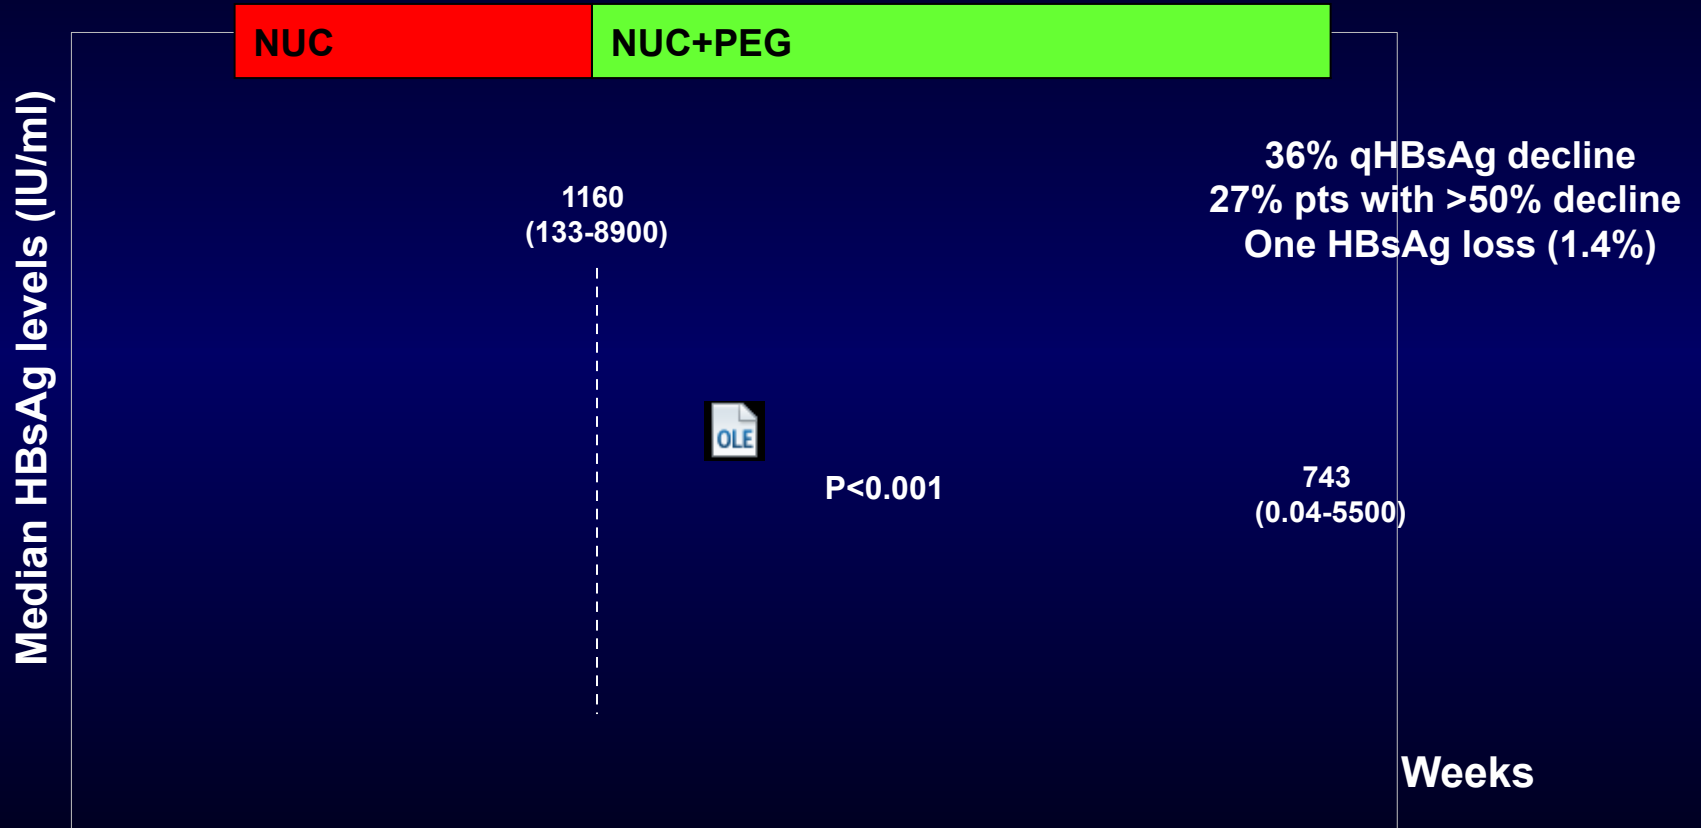 NUC
NUC+PEG
Median HBsAg levels (IU/ml)
36% qHBsAg decline
27% pts with >50% decline
One HBsAg loss (1.4%)
1160
(133-8900)
OLE
P<0.001
743
(0.04-5500)
Weeks